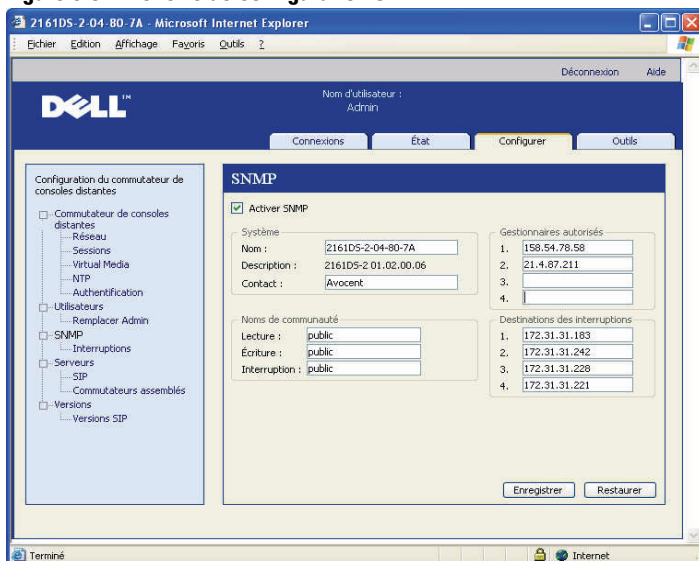 2161DS-2-04-80-7A - Microsoft Internet Explorer
Fichier Edition Affichage Favoris Outils ?
Déconnexion Aide
DELL™
Nom d'utilisateur :
Admin
Connexions État Configurer Outils
Configuration du commutateur de
consoles distantes
Commutateur de consoles
distantes
Réseau
Sessions
Virtual Media
NTP
Authentification
Utilisateurs
Remplacer Admin
SNMP
Interruptions
Serveurs
SIP
Commutateurs assemblés
Versions
Versions SIP
SNMP
Activer SNMP
Système
Nom : 2161DS-2-04-80-7A
Description : 2161DS-2 01.02.00.06
Contact : Avocent
Gestionnaires autorisés
1. 158.54.78.58
2. 21.4.87.211
3.
4.
Noms de communauté
Lecture : public
Écriture : public
Interruption : public
Destinations des interruptions
1. 172.31.31.183
2. 172.31.31.242
3. 172.31.31.228
4. 172.31.31.221
Enregistrer Restaurer
Terminé Internet